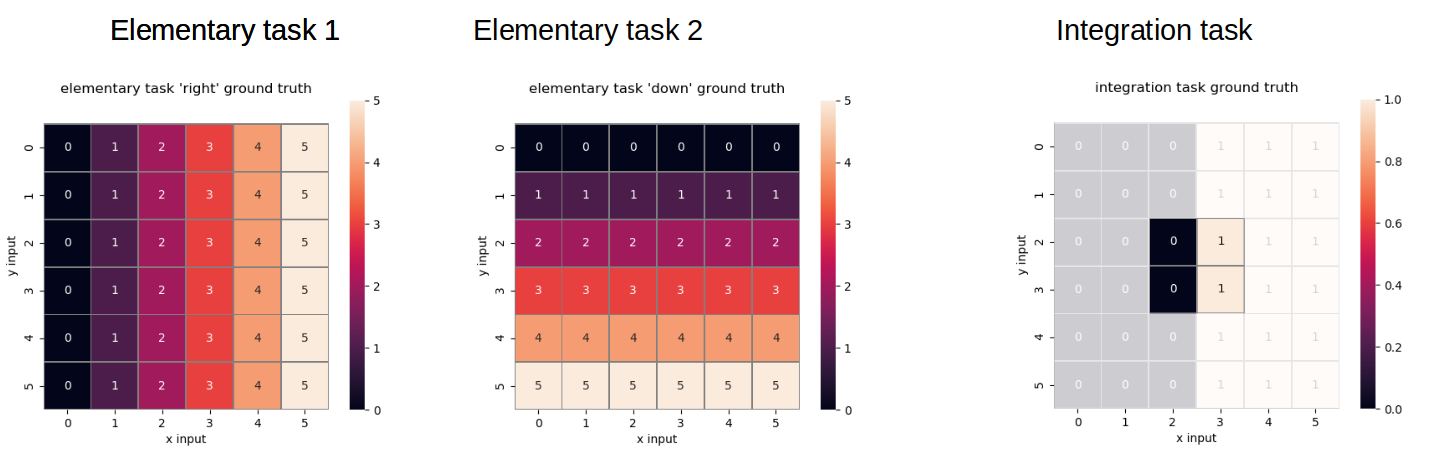 Elementary task 1
Elementary task 2
Integration task
elementary task 'right' ground truth
y input
0 0 1 2 3 4 5
1 0 1 2 3 4 5
2 0 1 2 3 4 5
3 0 1 2 3 4 5
4 0 1 2 3 4 5
5 0 1 2 3 4 5
0 1 2 3 4 5
x input
5
4
3
2
1
0
elementary task 'down' ground truth
y input
0 0 0 0 0 0 0
1 1 1 1 1 1 1
2 2 2 2 2 2 2
3 3 3 3 3 3 3
4 4 4 4 4 4 4
5 5 5 5 5 5 5
0 1 2 3 4 5
x input
5
4
3
2
1
0
integration task ground truth
y input
0 0 0 0 1 1 1
1 0 0 0 1 1 1
2 0 0 0 1 1 1
3 0 0 0 1 1 1
4 0 0 0 1 1 1
5 0 0 0 1 1 1
0 1 2 3 4 5
x input
1.0
0.8
0.6
0.4
0.2
0.0